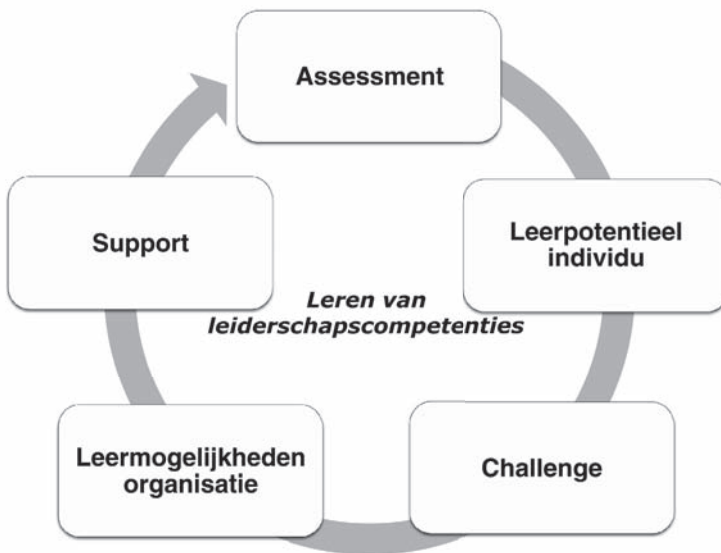 Assessment
Leerpotentieel
individu
Challenge
Leermogelijkheden
organisatie
Support
Leren van
leiderschapscompetenties